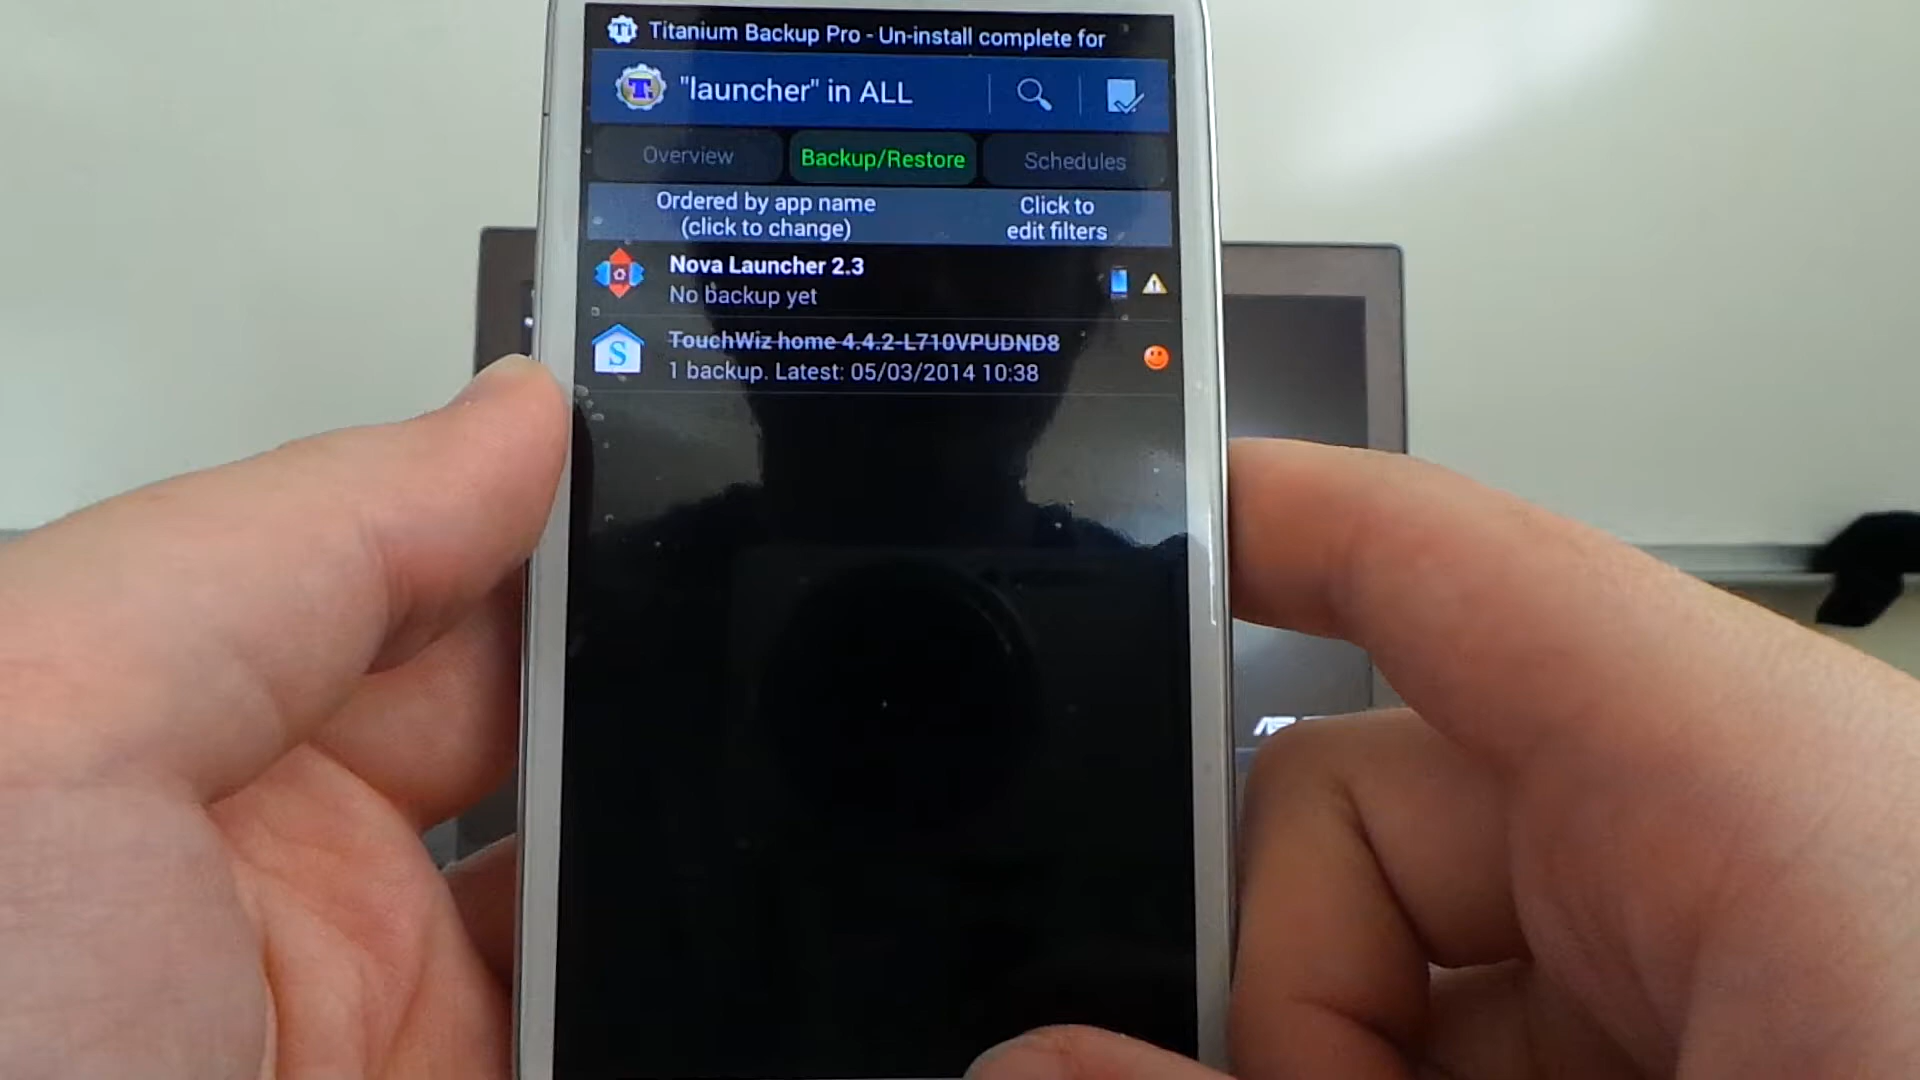 Titanium Backup Pro - Un-install complete for
"launcher" in ALL
Overview
Backup/Restore
Schedules
Ordered by app name
(click to change)
Click to
edit filters
Nova Launcher 2.3
No backup yet
TouchWiz home 4.4.2-L710VPUDND8
1 backup. Latest: 05/03/2014 10:38